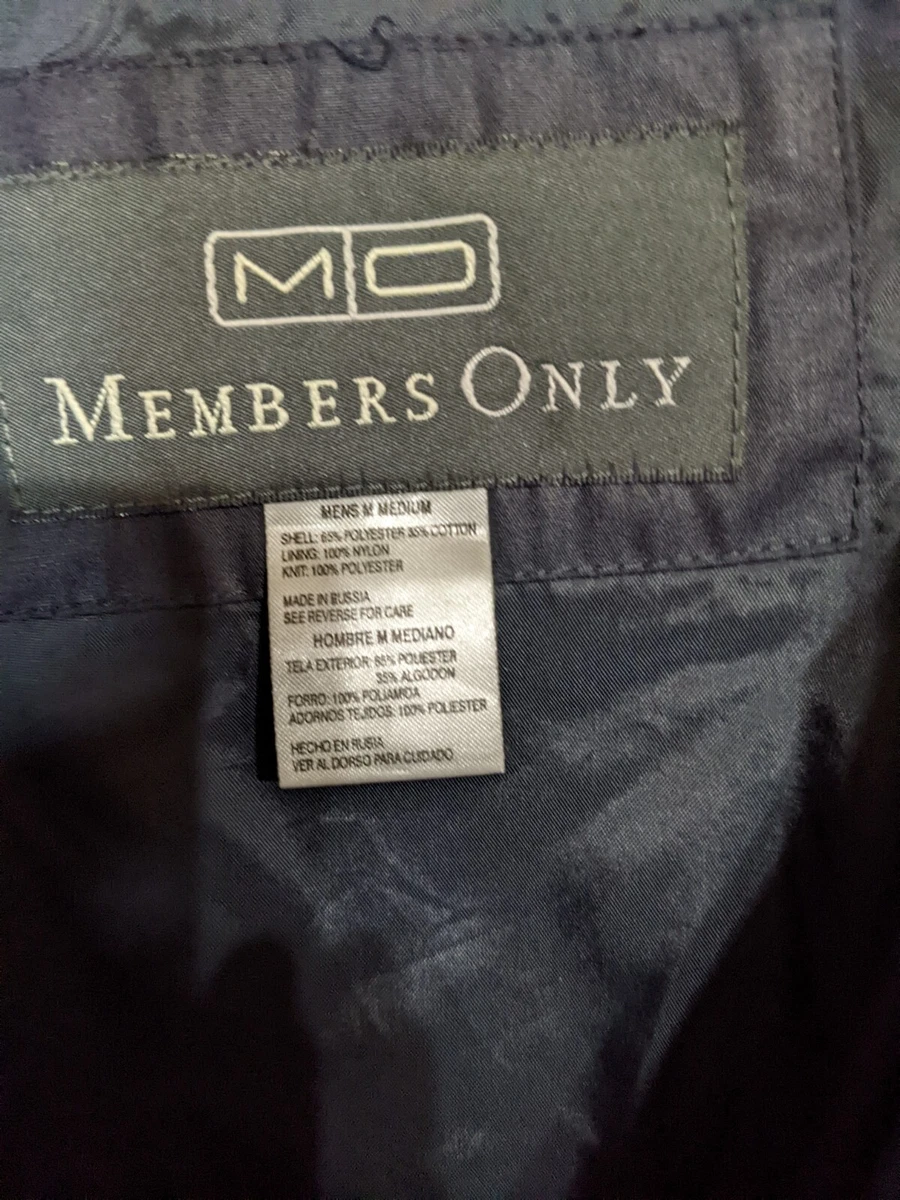 MO
MEMBERS ONLY
MENS M MEDIUM
SHELL: 65% POLYESTER 35% COTTON
LINING: 100% NYLON
KNIT: 100% POLYESTER
MADE IN RUSSIA
SEE REVERSE FOR CARE
HOMBRE M MEDIANO
TELA EXTERIOR: 65% POLIESTER
35% ALGODON
FORRO: 100% POLIAMIDA
ADORNOS TEJIDOS: 100% POLIESTER
HECHO EN RUSIA
VER AL DORSO PARA CUIDADO